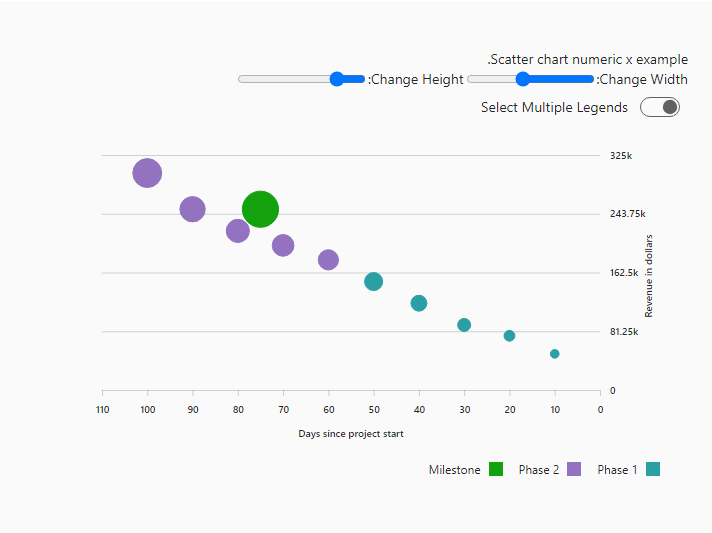 .Scatter chart numeric x example
:Change Width
:Change Height
Select Multiple Legends
325k
243.75k
162.5k
81.25k
0
Revenue in dollars
110 100 90 80 70 60 50 40 30 20 10 0
Days since project start
Milestone Phase 2 Phase 1